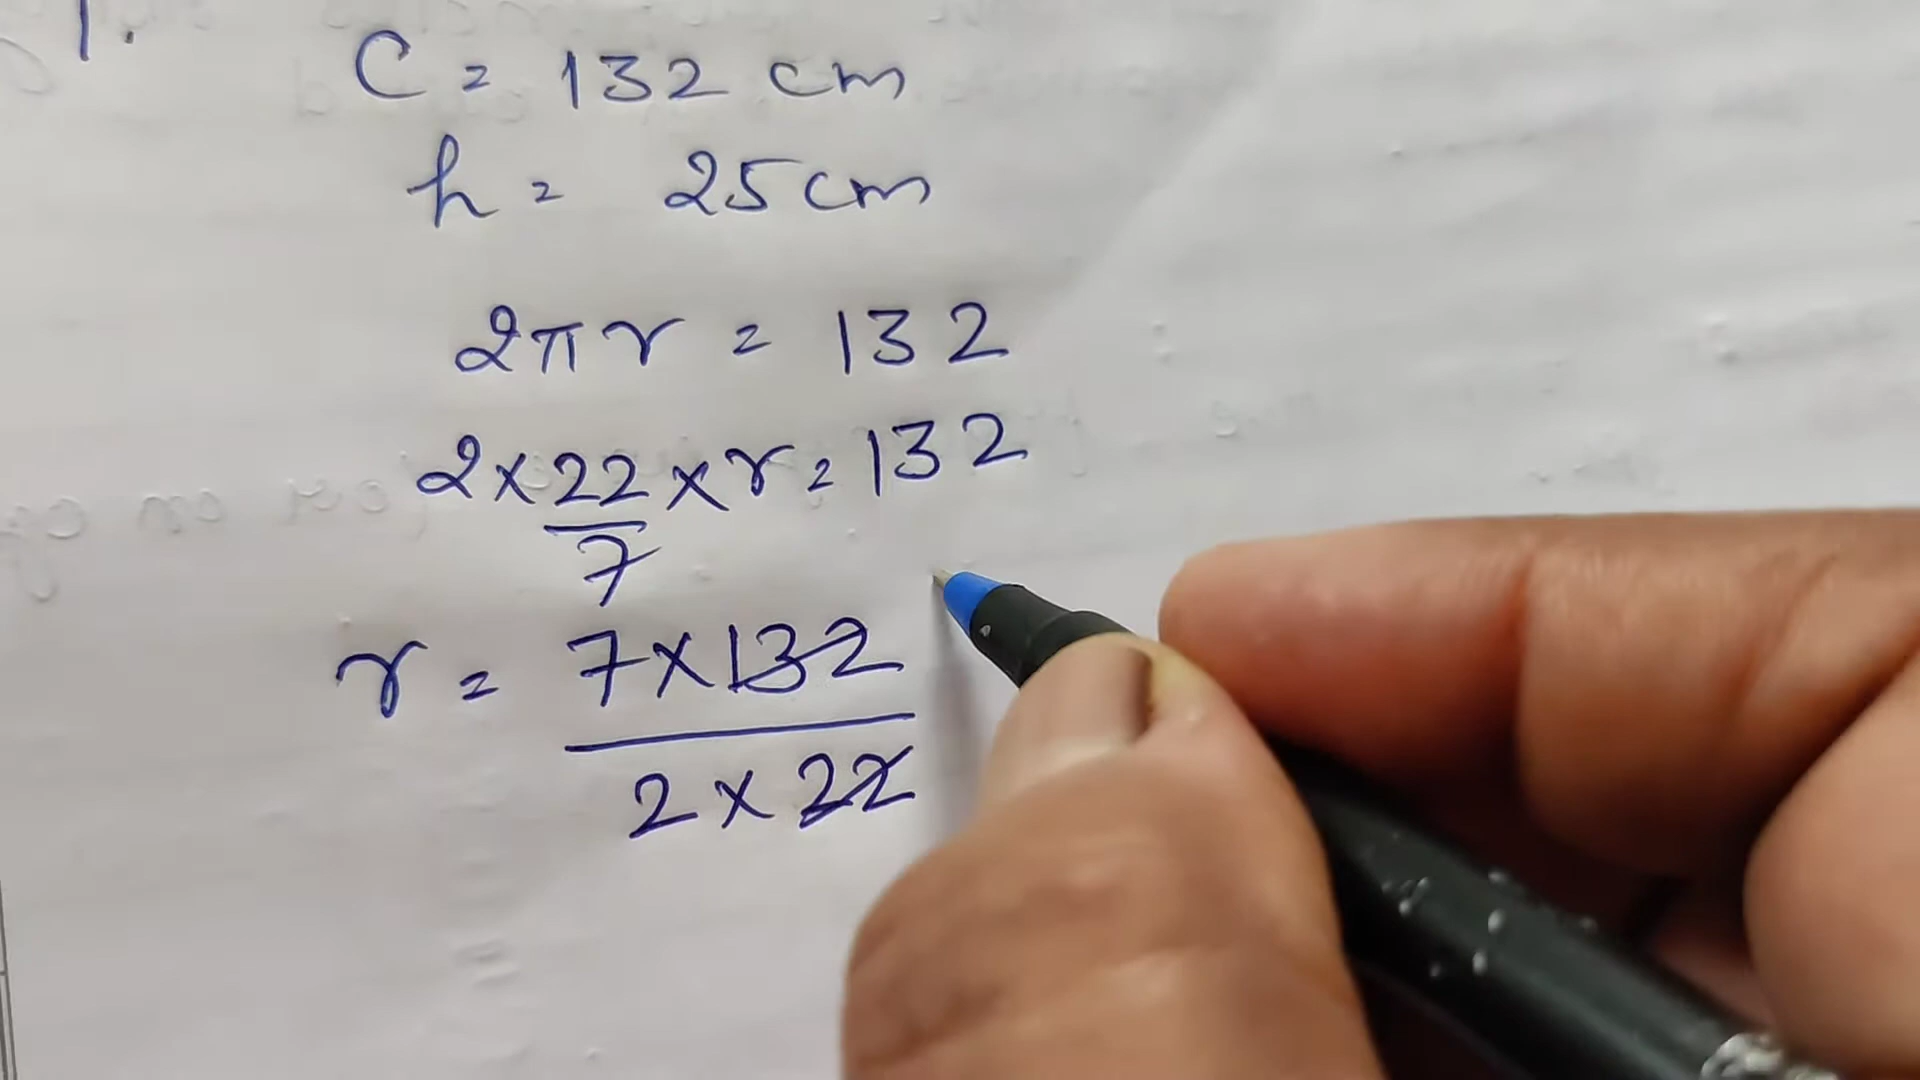 1.
C = 132 cm
h = 25 cm
2πr = 132
2 × 22/7 × r = 132
r = 7 × 132 / 2 × 22